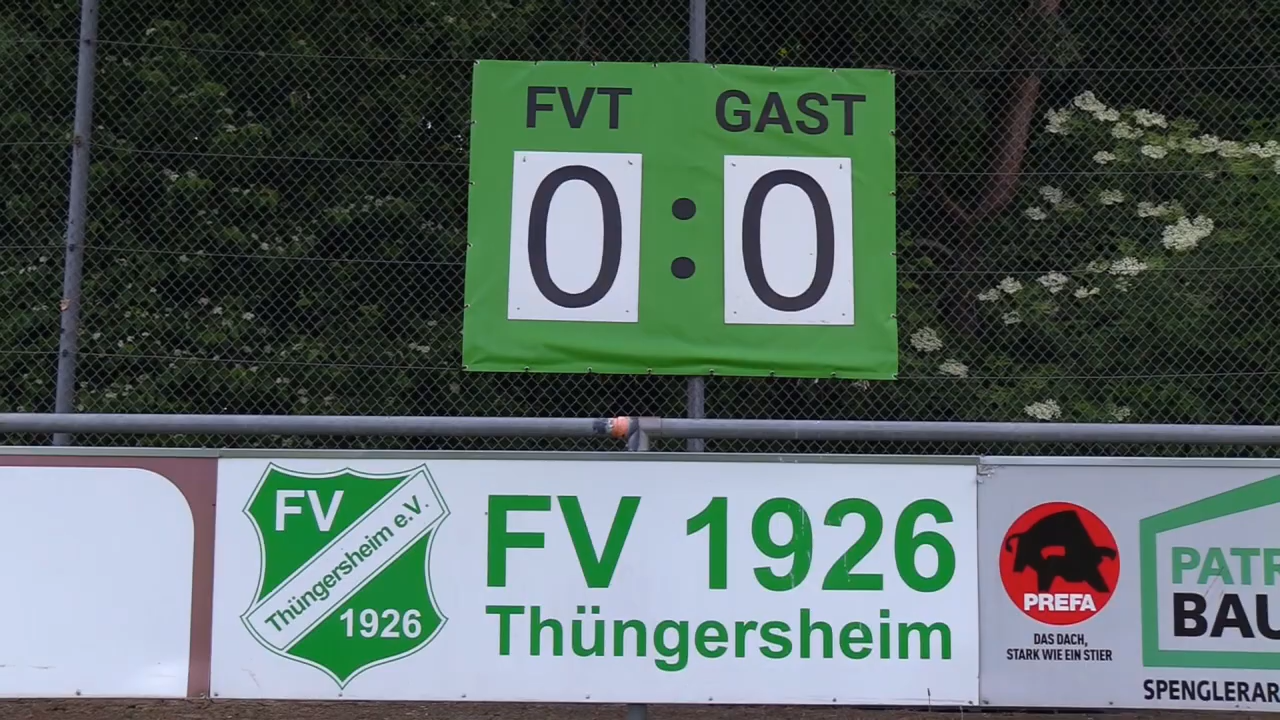 FVT GAST
0 : 0
FV
Thüngersheim e.V.
1926
FV 1926
Thüngersheim
PREFA
DAS DACH,
STARK WIE EIN STIER
PATR
BAU
SPENGLERAR